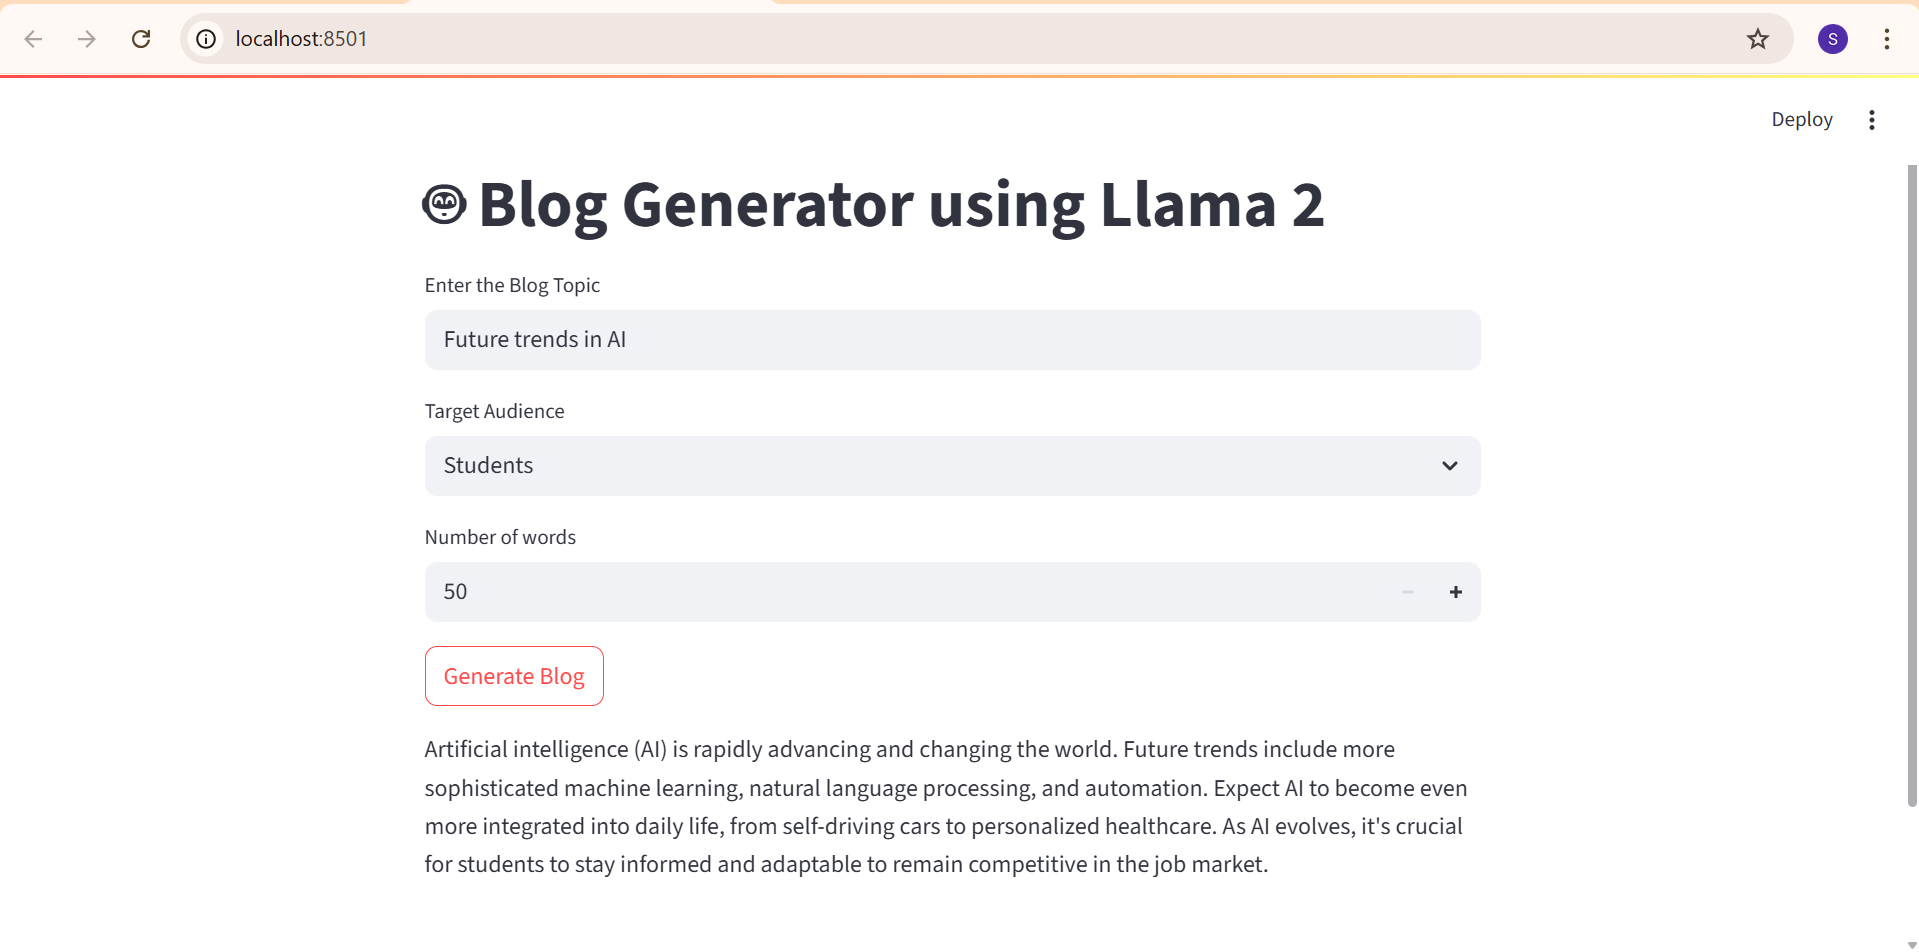 localhost:8501
S
Deploy
Blog Generator using Llama 2
Enter the Blog Topic
Future trends in AI
Target Audience
Students
Number of words
50
Generate Blog
Artificial intelligence (AI) is rapidly advancing and changing the world. Future trends include more
sophisticated machine learning, natural language processing, and automation. Expect AI to become even
more integrated into daily life, from self-driving cars to personalized healthcare. As AI evolves, it's crucial
for students to stay informed and adaptable to remain competitive in the job market.